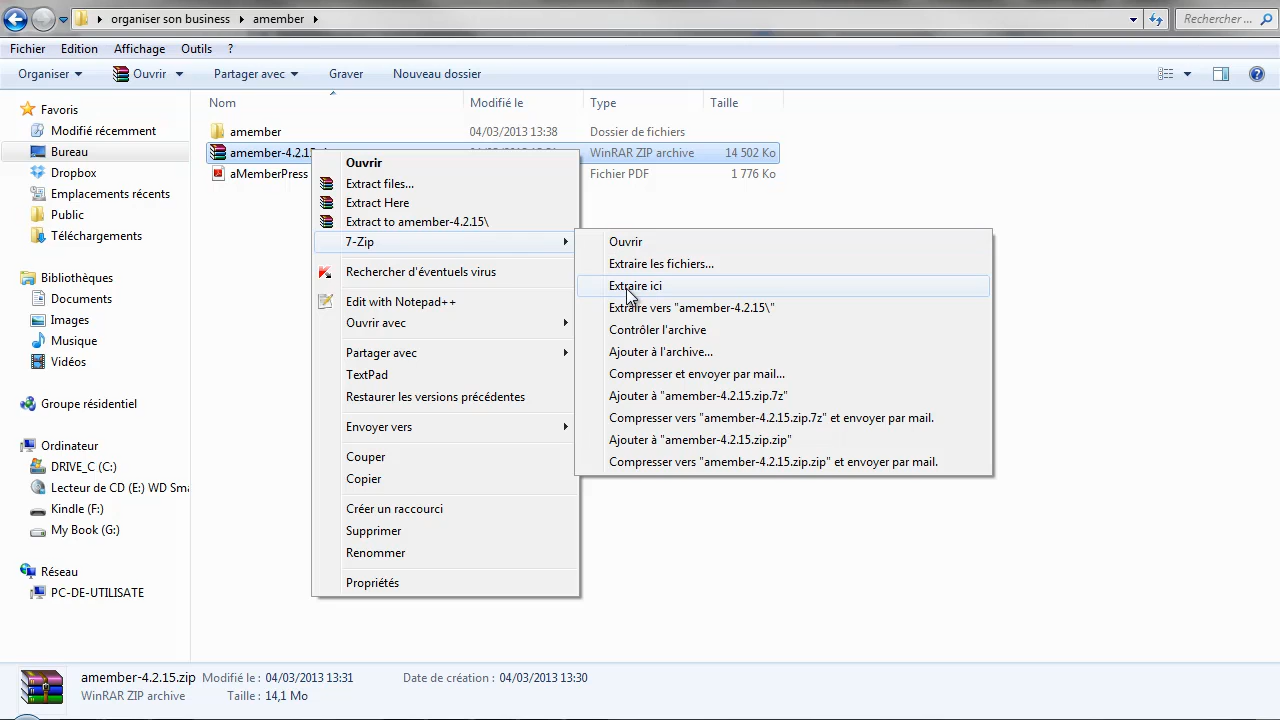 organiser son business
amember
Rechercher ...
Fichier Edition Affichage Outils ?
Organiser Ouvrir Partager avec Graver Nouveau dossier
Nom Modifié le Type Taille
Favoris
Modifié récemment
Bureau
Dropbox
Emplacements récents
Public
Téléchargements
Bibliothèques
Documents
Images
Musique
Vidéos
Groupe résidentiel
Ordinateur
DRIVE_C (C:)
Lecteur de CD (E:) WD Sma
Kindle (F:)
My Book (G:)
Réseau
PC-DE-UTILISATE
amember 04/03/2013 13:38 Dossier de fichiers
amember-4.2.15 WinRAR ZIP archive 14 502 Ko
aMemberPress Fichier PDF 1 776 Ko
Ouvrir
Extract files...
Extract Here
Extract to amember-4.2.15\
7-Zip
Rechercher d'éventuels virus
Edit with Notepad++
Ouvrir avec
Partager avec
TextPad
Restaurer les versions précédentes
Envoyer vers
Couper
Copier
Créer un raccourci
Supprimer
Renommer
Propriétés
Ouvrir
Extraire les fichiers...
Extraire ici
Extraire vers "amember-4.2.15\"
Contrôler l'archive
Ajouter à l'archive...
Compresser et envoyer par mail...
Ajouter à "amember-4.2.15.zip.7z"
Compresser vers "amember-4.2.15.zip.7z" et envoyer par mail.
Ajouter à "amember-4.2.15.zip.zip"
Compresser vers "amember-4.2.15.zip.zip" et envoyer par mail.
amember-4.2.15.zip Modifié le : 04/03/2013 13:31 Date de création : 04/03/2013 13:30
WinRAR ZIP archive Taille : 14,1 Mo